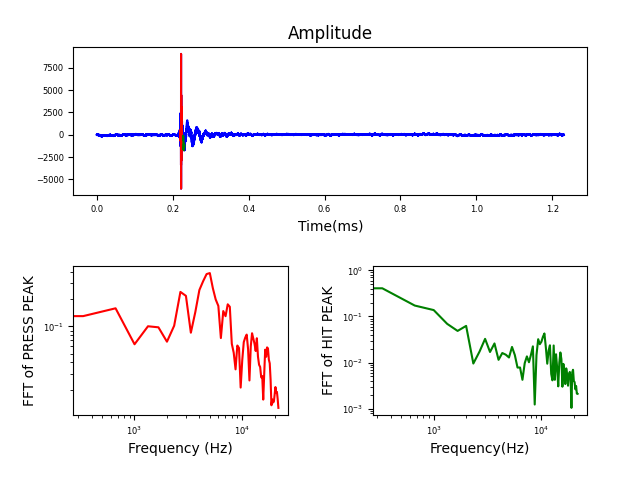 Amplitude
7500
5000
2500
0
−2500
−5000
0.0 0.2 0.4 0.6 0.8 1.0 1.2
Time(ms)
FFT of PRESS PEAK
10⁻¹
10³ 10⁴
Frequency (Hz)
FFT of HIT PEAK
10⁰
10⁻¹
10⁻²
10⁻³
10³ 10⁴
Frequency(Hz)